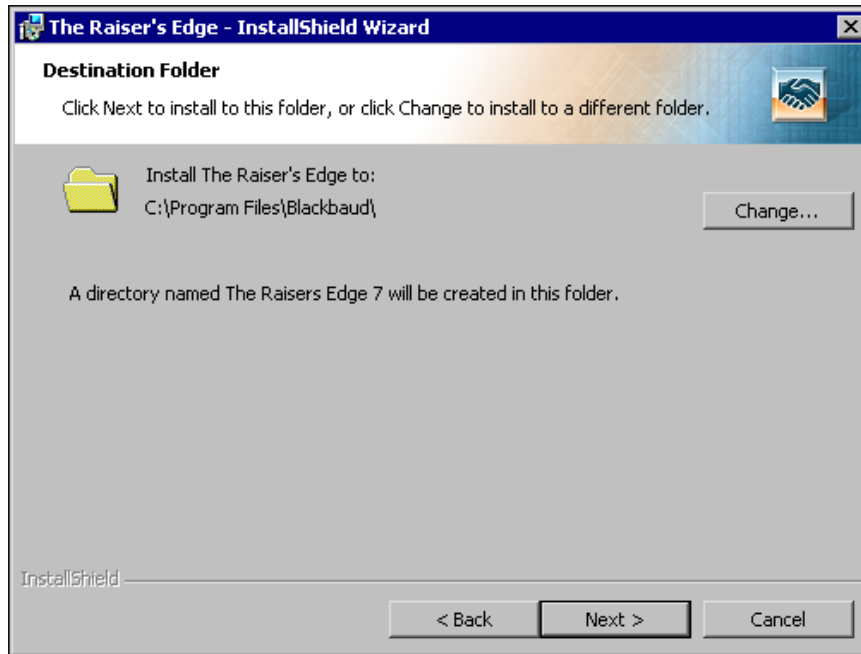 The Raiser's Edge - InstallShield Wizard
Destination Folder
Click Next to install to this folder, or click Change to install to a different folder.
Install The Raiser's Edge to:
C:\Program Files\Blackbaud\
Change...
A directory named The Raisers Edge 7 will be created in this folder.
InstallShield
< Back
Next >
Cancel